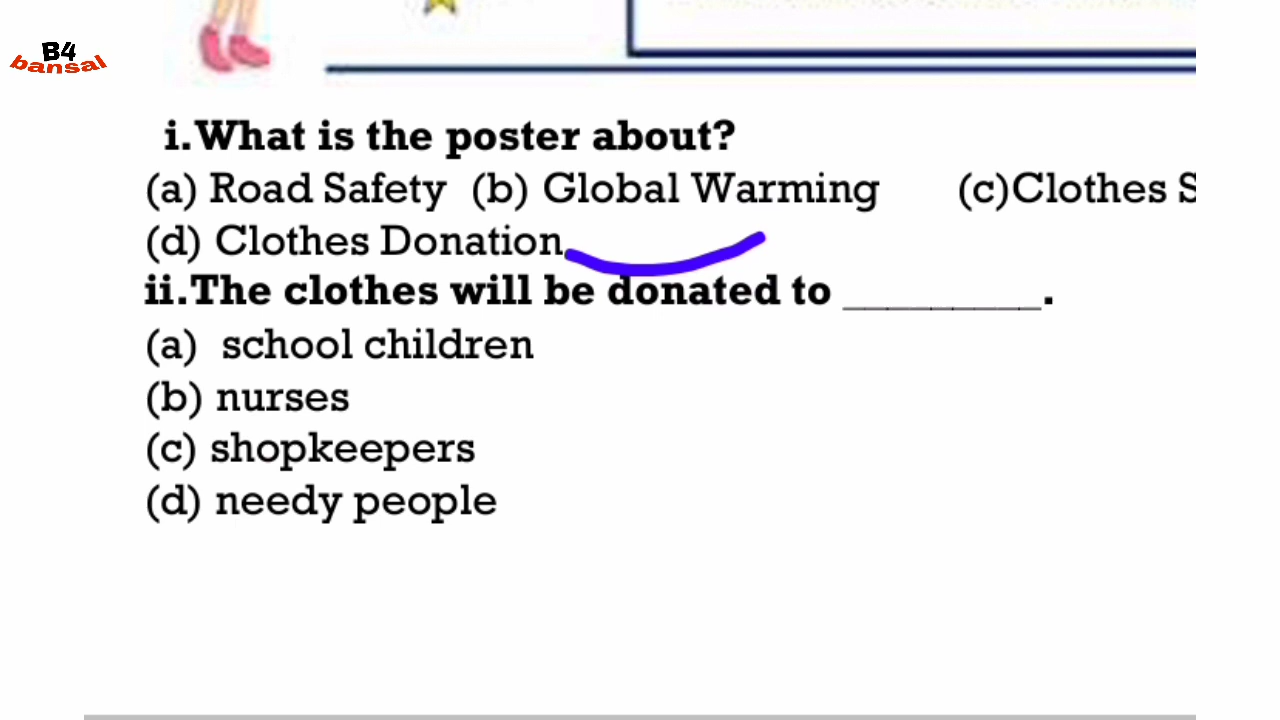 B4
bansal
i.What is the poster about?
(a) Road Safety (b) Global Warming (c)Clothes S
(d) Clothes Donation
ii.The clothes will be donated to _________.
(a) school children
(b) nurses
(c) shopkeepers
(d) needy people